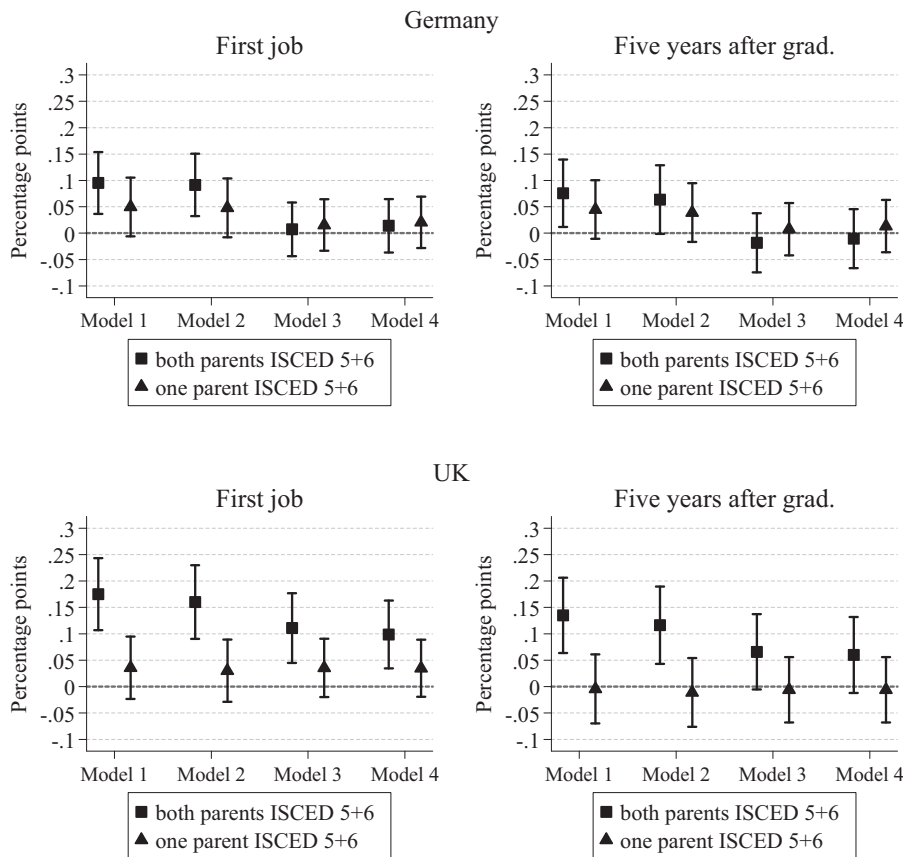 Germany
First job
Percentage points
.3
.25
.2
.15
.1
.05
0
-.05
-.1
Model 1 Model 2 Model 3 Model 4
both parents ISCED 5+6
one parent ISCED 5+6
Five years after grad.
Percentage points
.3
.25
.2
.15
.1
.05
0
-.05
-.1
Model 1 Model 2 Model 3 Model 4
both parents ISCED 5+6
one parent ISCED 5+6
UK
First job
Percentage points
.3
.25
.2
.15
.1
.05
0
-.05
-.1
Model 1 Model 2 Model 3 Model 4
both parents ISCED 5+6
one parent ISCED 5+6
Five years after grad.
Percentage points
.3
.25
.2
.15
.1
.05
0
-.05
-.1
Model 1 Model 2 Model 3 Model 4
both parents ISCED 5+6
one parent ISCED 5+6